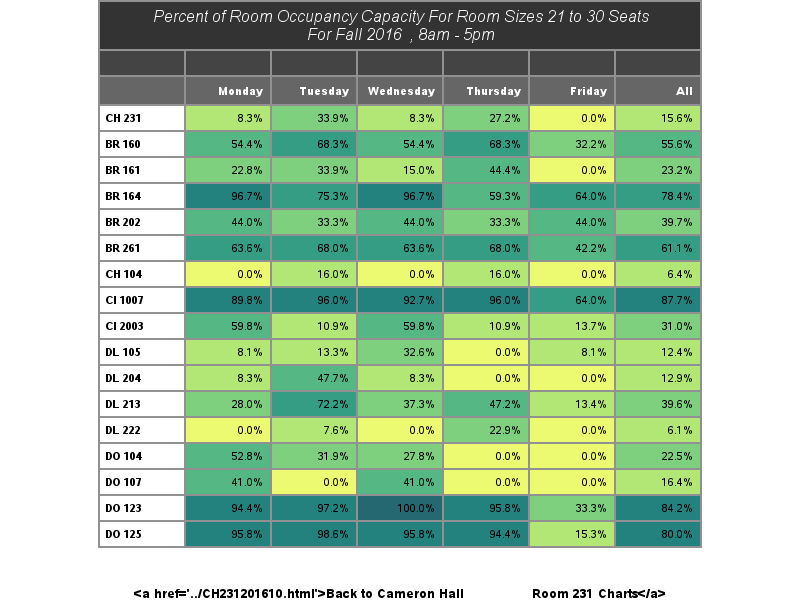 Percent of Room Occupancy Capacity For Room Sizes 21 to 30 Seats
For Fall 2016 , 8am - 5pm
Monday Tuesday Wednesday Thursday Friday All
CH 231 8.3% 33.9% 8.3% 27.2% 0.0% 15.6%
BR 160 54.4% 68.3% 54.4% 68.3% 32.2% 55.6%
BR 161 22.8% 33.9% 15.0% 44.4% 0.0% 23.2%
BR 164 96.7% 75.3% 96.7% 59.3% 64.0% 78.4%
BR 202 44.0% 33.3% 44.0% 33.3% 44.0% 39.7%
BR 261 63.6% 68.0% 63.6% 68.0% 42.2% 61.1%
CH 104 0.0% 16.0% 0.0% 16.0% 0.0% 6.4%
CI 1007 89.8% 96.0% 92.7% 96.0% 64.0% 87.7%
CI 2003 59.8% 10.9% 59.8% 10.9% 13.7% 31.0%
DL 105 8.1% 13.3% 32.6% 0.0% 8.1% 12.4%
DL 204 8.3% 47.7% 8.3% 0.0% 0.0% 12.9%
DL 213 28.0% 72.2% 37.3% 47.2% 13.4% 39.6%
DL 222 0.0% 7.6% 0.0% 22.9% 0.0% 6.1%
DO 104 52.8% 31.9% 27.8% 0.0% 0.0% 22.5%
DO 107 41.0% 0.0% 41.0% 0.0% 0.0% 16.4%
DO 123 94.4% 97.2% 100.0% 95.8% 33.3% 84.2%
DO 125 95.8% 98.6% 95.8% 94.4% 15.3% 80.0%
<a href='../CH231201610.html'>Back to Cameron Hall Room 231 Charts</a>